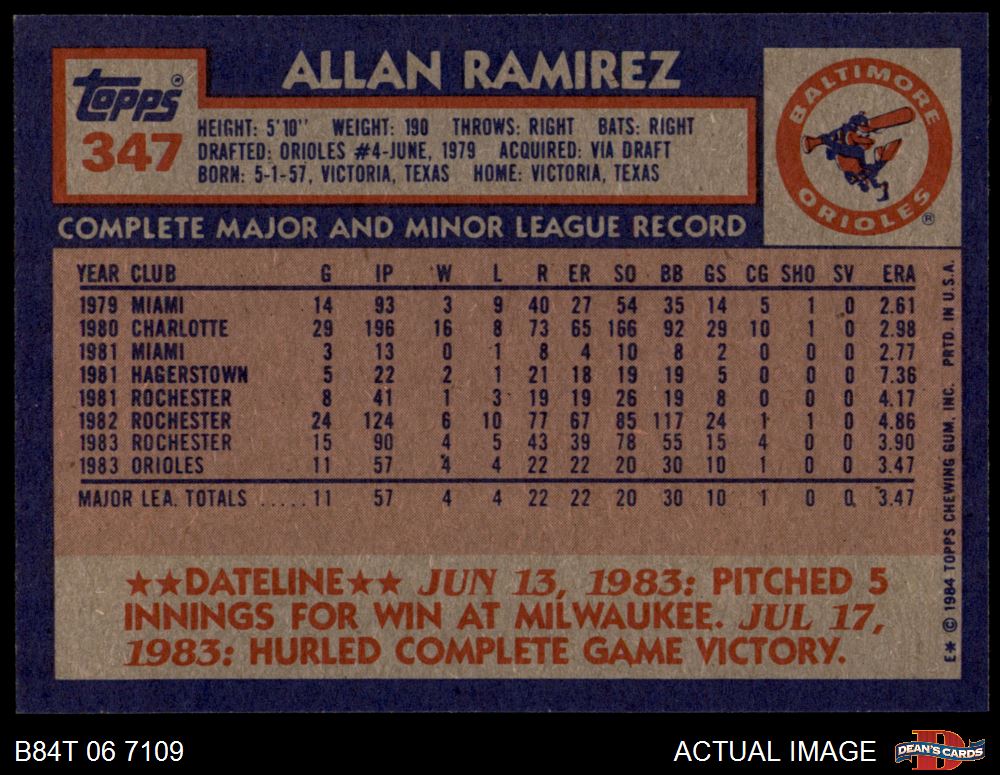 ALLAN RAMIREZ
TOPPS®
347
HEIGHT: 5'10" WEIGHT: 190 THROWS: RIGHT BATS: RIGHT
DRAFTED: ORIOLES #4-JUNE, 1979 ACQUIRED: VIA DRAFT
BORN: 5-1-57, VICTORIA, TEXAS HOME: VICTORIA, TEXAS
BALTIMORE
ORIOLES®
COMPLETE MAJOR AND MINOR LEAGUE RECORD
YEAR CLUB G IP W L R ER SO BB GS CG SHO SV ERA
1979 MIAMI 14 93 3 9 40 27 54 35 14 5 1 0 2.61
1980 CHARLOTTE 29 196 16 8 73 65 166 92 29 10 1 0 2.98
1981 MIAMI 3 13 0 1 8 4 10 8 2 0 0 0 2.77
1981 HAGERSTOWN 5 22 2 1 21 18 19 19 5 0 0 0 7.36
1981 ROCHESTER 8 41 1 3 19 19 26 19 8 0 0 0 4.17
1982 ROCHESTER 24 124 6 10 77 67 85 117 24 1 1 0 4.86
1983 ROCHESTER 15 90 4 5 43 39 78 55 15 4 0 0 3.90
1983 ORIOLES 11 57 4 4 22 22 20 30 10 1 0 0 3.47
MAJOR LEA. TOTALS ..... 11 57 4 4 22 22 20 30 10 1 0 0 3.47
★★DATELINE★★ JUN 13, 1983: PITCHED 5
INNINGS FOR WIN AT MILWAUKEE. JUL 17,
1983: HURLED COMPLETE GAME VICTORY.
E* © 1984 TOPPS CHEWING GUM, INC. PRTD. IN U.S.A.
B84T 06 7109
ACTUAL IMAGE
DEAN'S CARDS